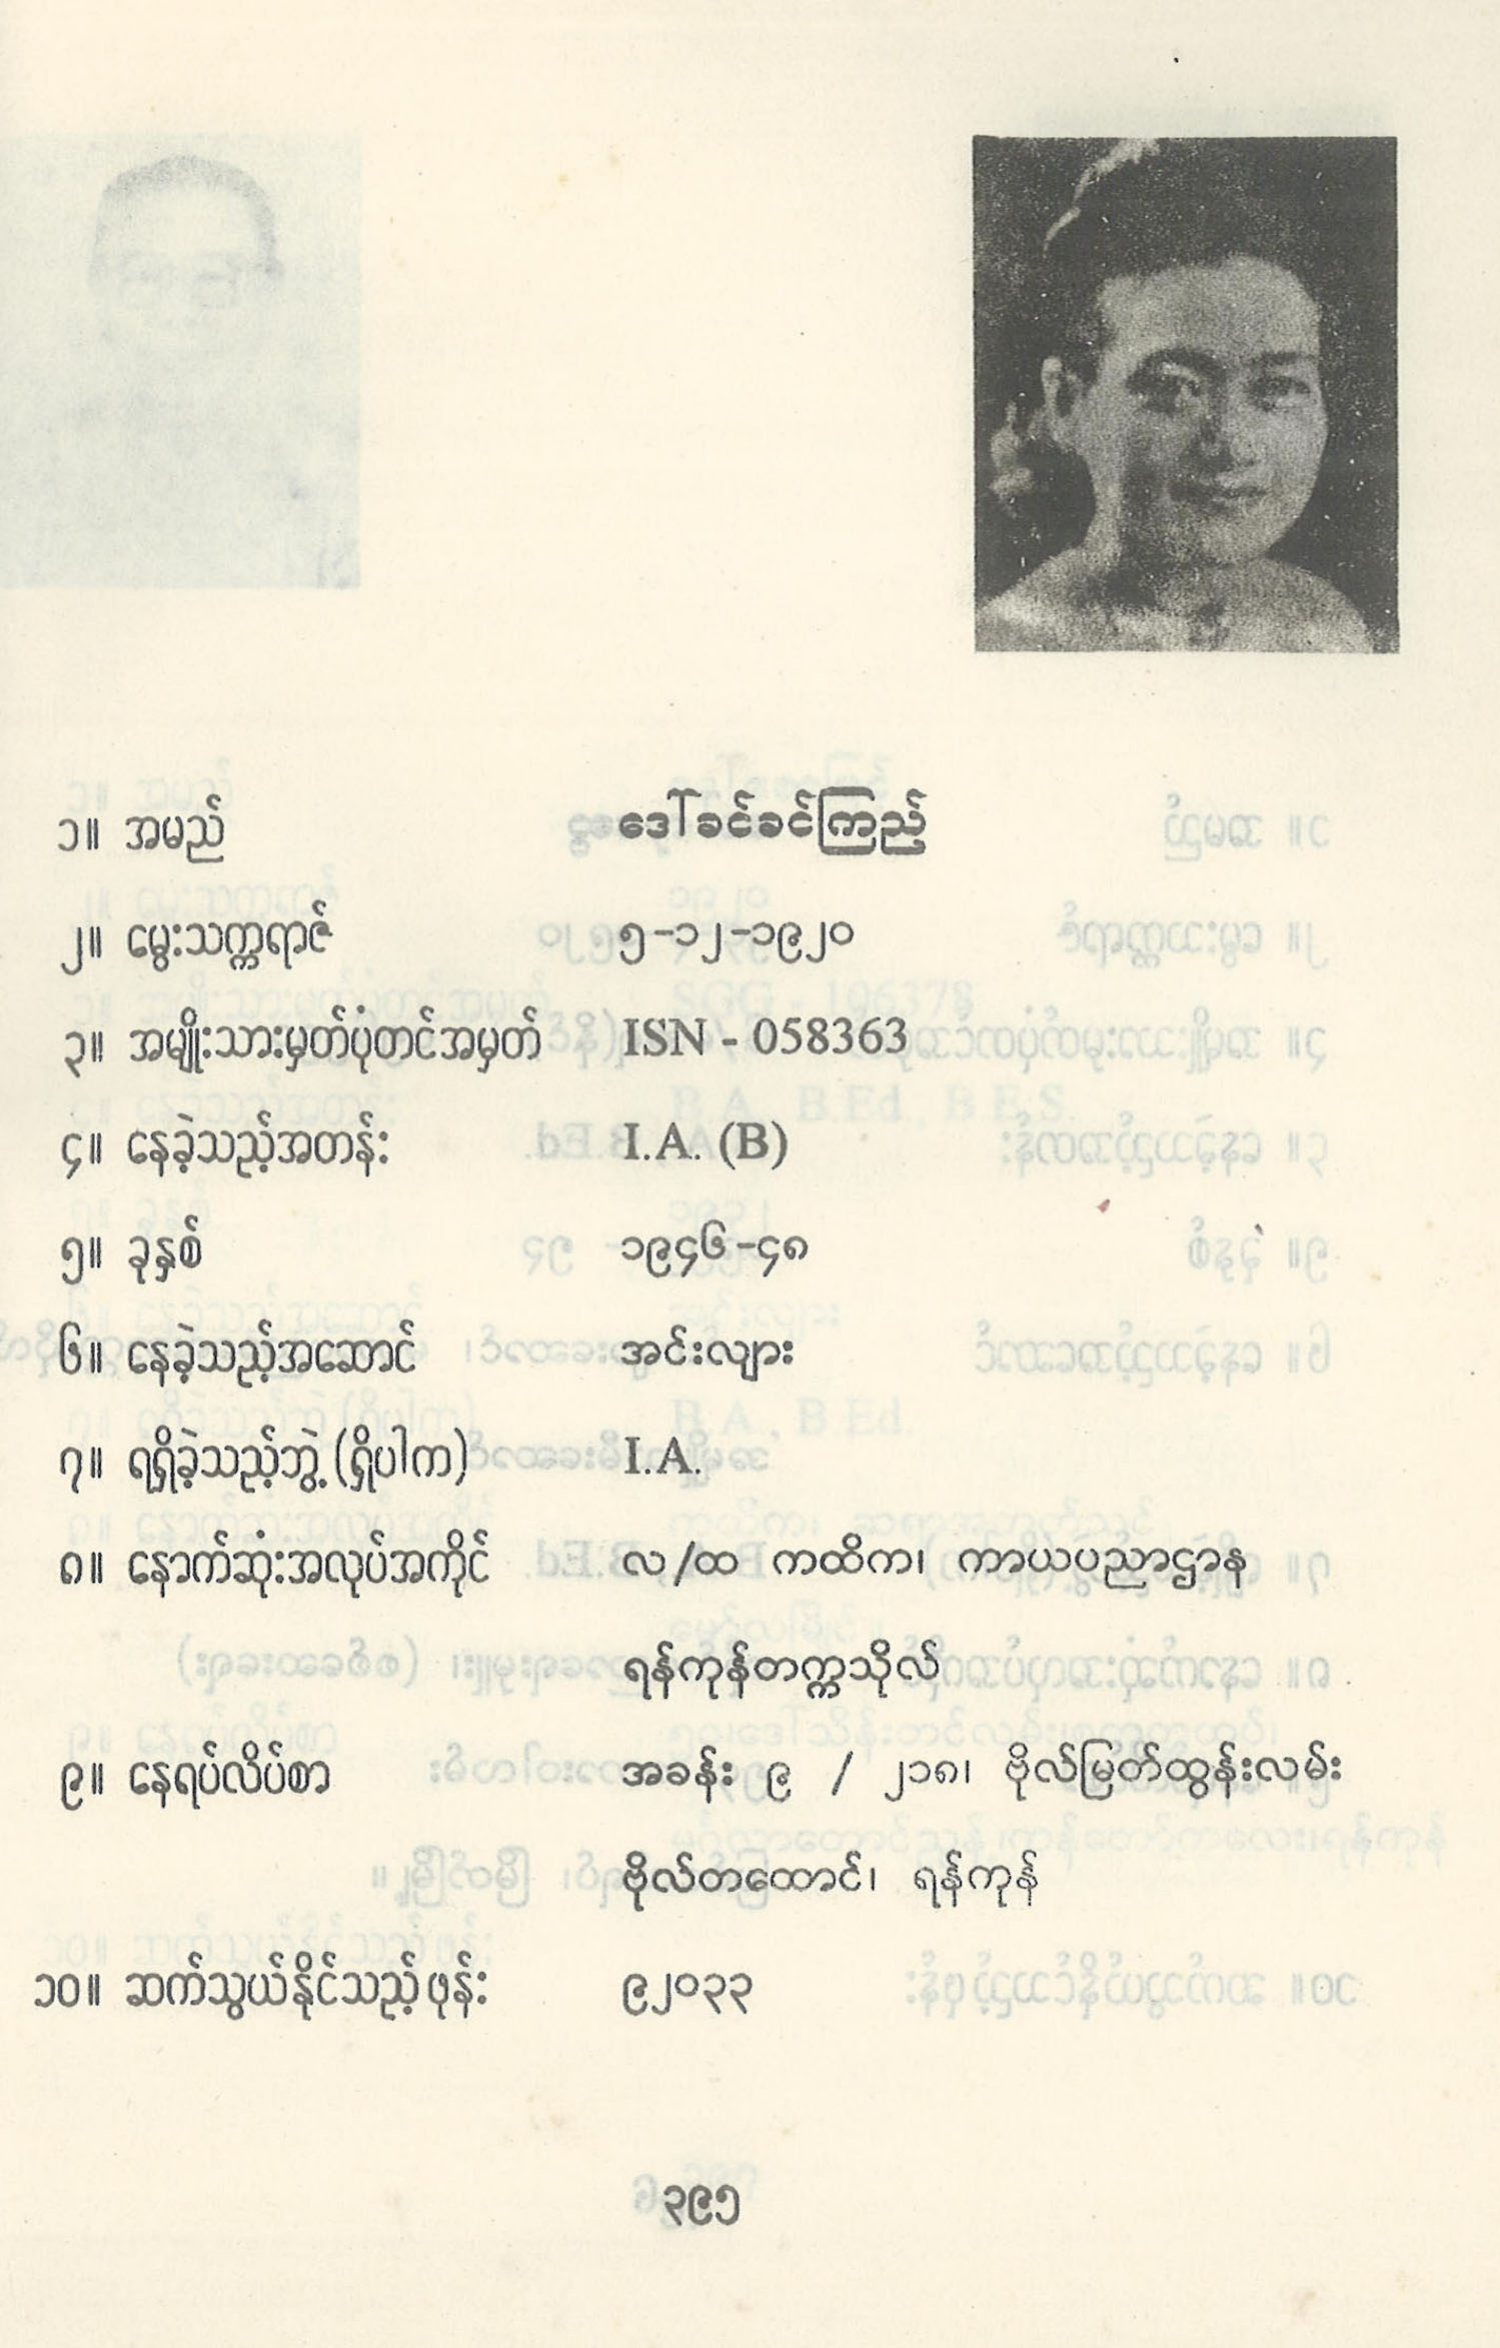 ၁။ အမည် ဒေါ်ခင်ခင်ကြည်
၂။ မွေးသက္ကရာဇ် ၅-၁၂-၁၉၂၀
၃။ အမျိုးသားမှတ်ပုံတင်အမှတ် ISN - 058363
၄။ နေခဲ့သည့်အတန်း I.A. (B)
၅။ ခုနှစ် ၁၉၄၆-၄၈
၆။ နေခဲ့သည့်အဆောင် အင်းလျား
၇။ ရရှိခဲ့သည့်ဘွဲ့ (ရှိပါက) I.A.
၈။ နောက်ဆုံးအလုပ်အကိုင် လ/ထ ကထိက၊ ကာယပညာဌာန
ရန်ကုန်တက္ကသိုလ်
၉။ နေရပ်လိပ်စာ အခန်း ၉ / ၂၁၈၊ ဗိုလ်မြတ်ထွန်းလမ်း
ဗိုလ်တထောင်၊ ရန်ကုန်
၁၀။ ဆက်သွယ်နိုင်သည့်ဖုန်း ၉၂၀၃၃
၃၉၅